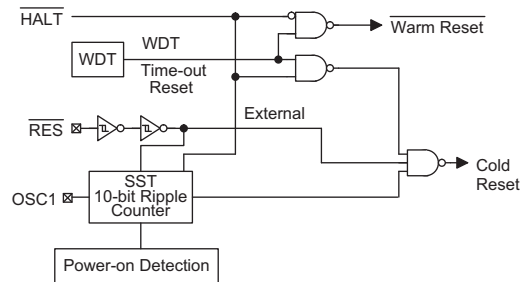 HALT
WDT
WDT
Time-out
Reset
Warm Reset
RES
External
Cold
Reset
OSC1
SST
10-bit Ripple
Counter
Power-on Detection